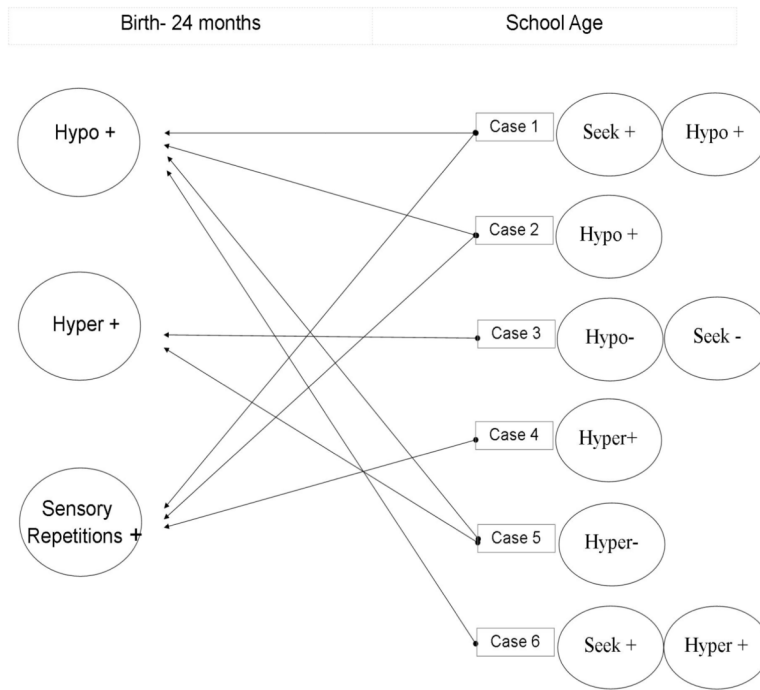 Birth- 24 months
School Age
Hypo +
Case 1
Seek +
Hypo +
Case 2
Hypo +
Hyper +
Case 3
Hypo-
Seek -
Case 4
Hyper+
Sensory
Repetitions +
Case 5
Hyper-
Case 6
Seek +
Hyper +